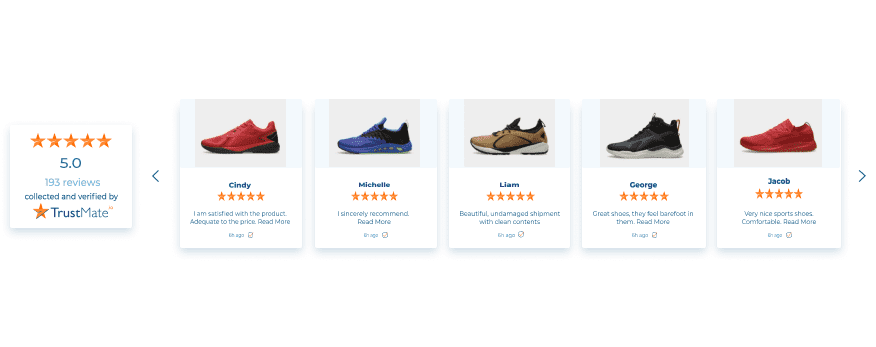 5.0
193 reviews
collected and verified by
TrustMate
Cindy
I am satisfied with the product.
Adequate to the price. Read More
6h ago
Michelle
I sincerely recommend.
Read More
6h ago
Liam
Beautiful, undamaged shipment
with clean contents
6h ago
George
Great shoes, they feel barefoot in
them. Read More
6h ago
Jacob
Very nice sports shoes.
Comfortable. Read More
6h ago